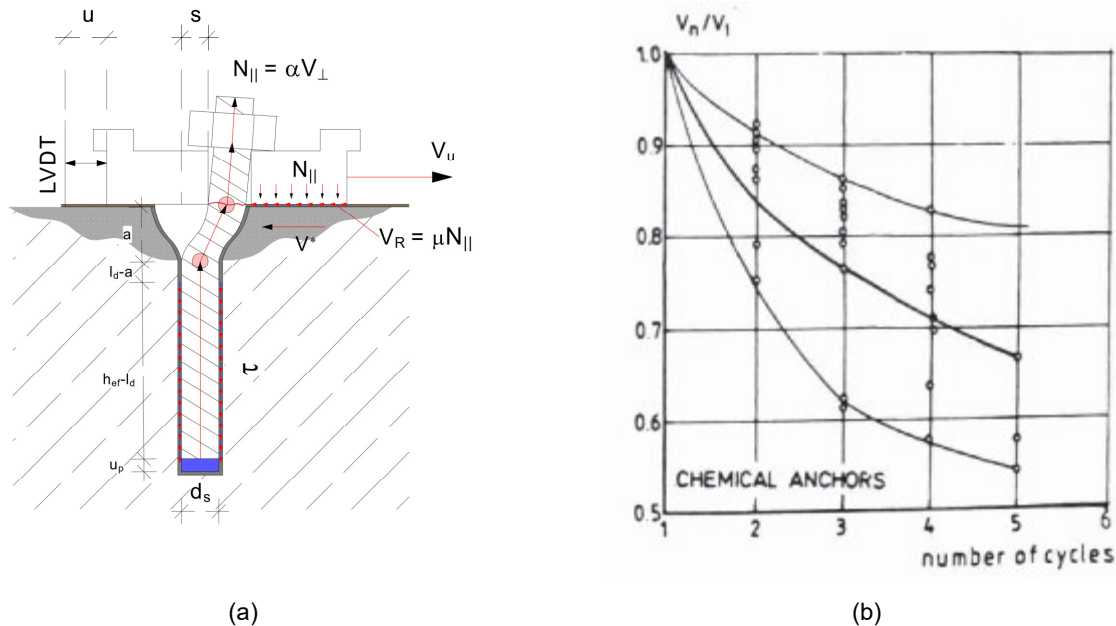 u
s
N|| = αV⊥
LVDT
N||
Vu
a
V*
VR = μN||
ld-a
τ
hef-ld
up
ds
(a)
Vn/V1
1.0
0.9
0.8
0.7
0.6
0.5
CHEMICAL ANCHORS
1 2 3 4 5 6
number of cycles
(b)